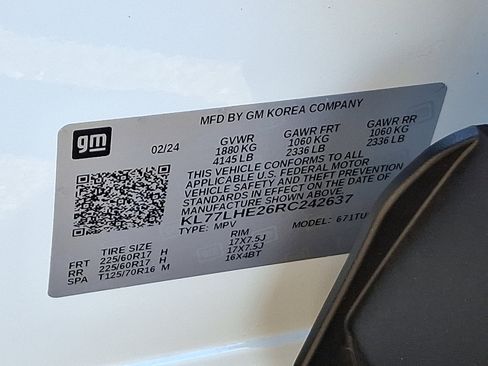 gm
MFD BY GM KOREA COMPANY
02/24 GVWR GAWR FRT GAWR RR
1880 KG 1060 KG 1060 KG
4145 LB 2336 LB 2336 LB
THIS VEHICLE CONFORMS TO ALL
APPLICABLE U.S. FEDERAL MOTOR
VEHICLE SAFETY AND THEFT PREVENTION
STANDARDS IN EFFECT ON THE DATE OF
MANUFACTURE SHOWN ABOVE.
KL77LHE26RC242637
TYPE: MPV MODEL: 671TU
TIRE SIZE RIM
FRT 225/60R17 H 17X7.5J
RR 225/60R17 H 17X7.5J
SPA T125/70R16 M 16X4BT